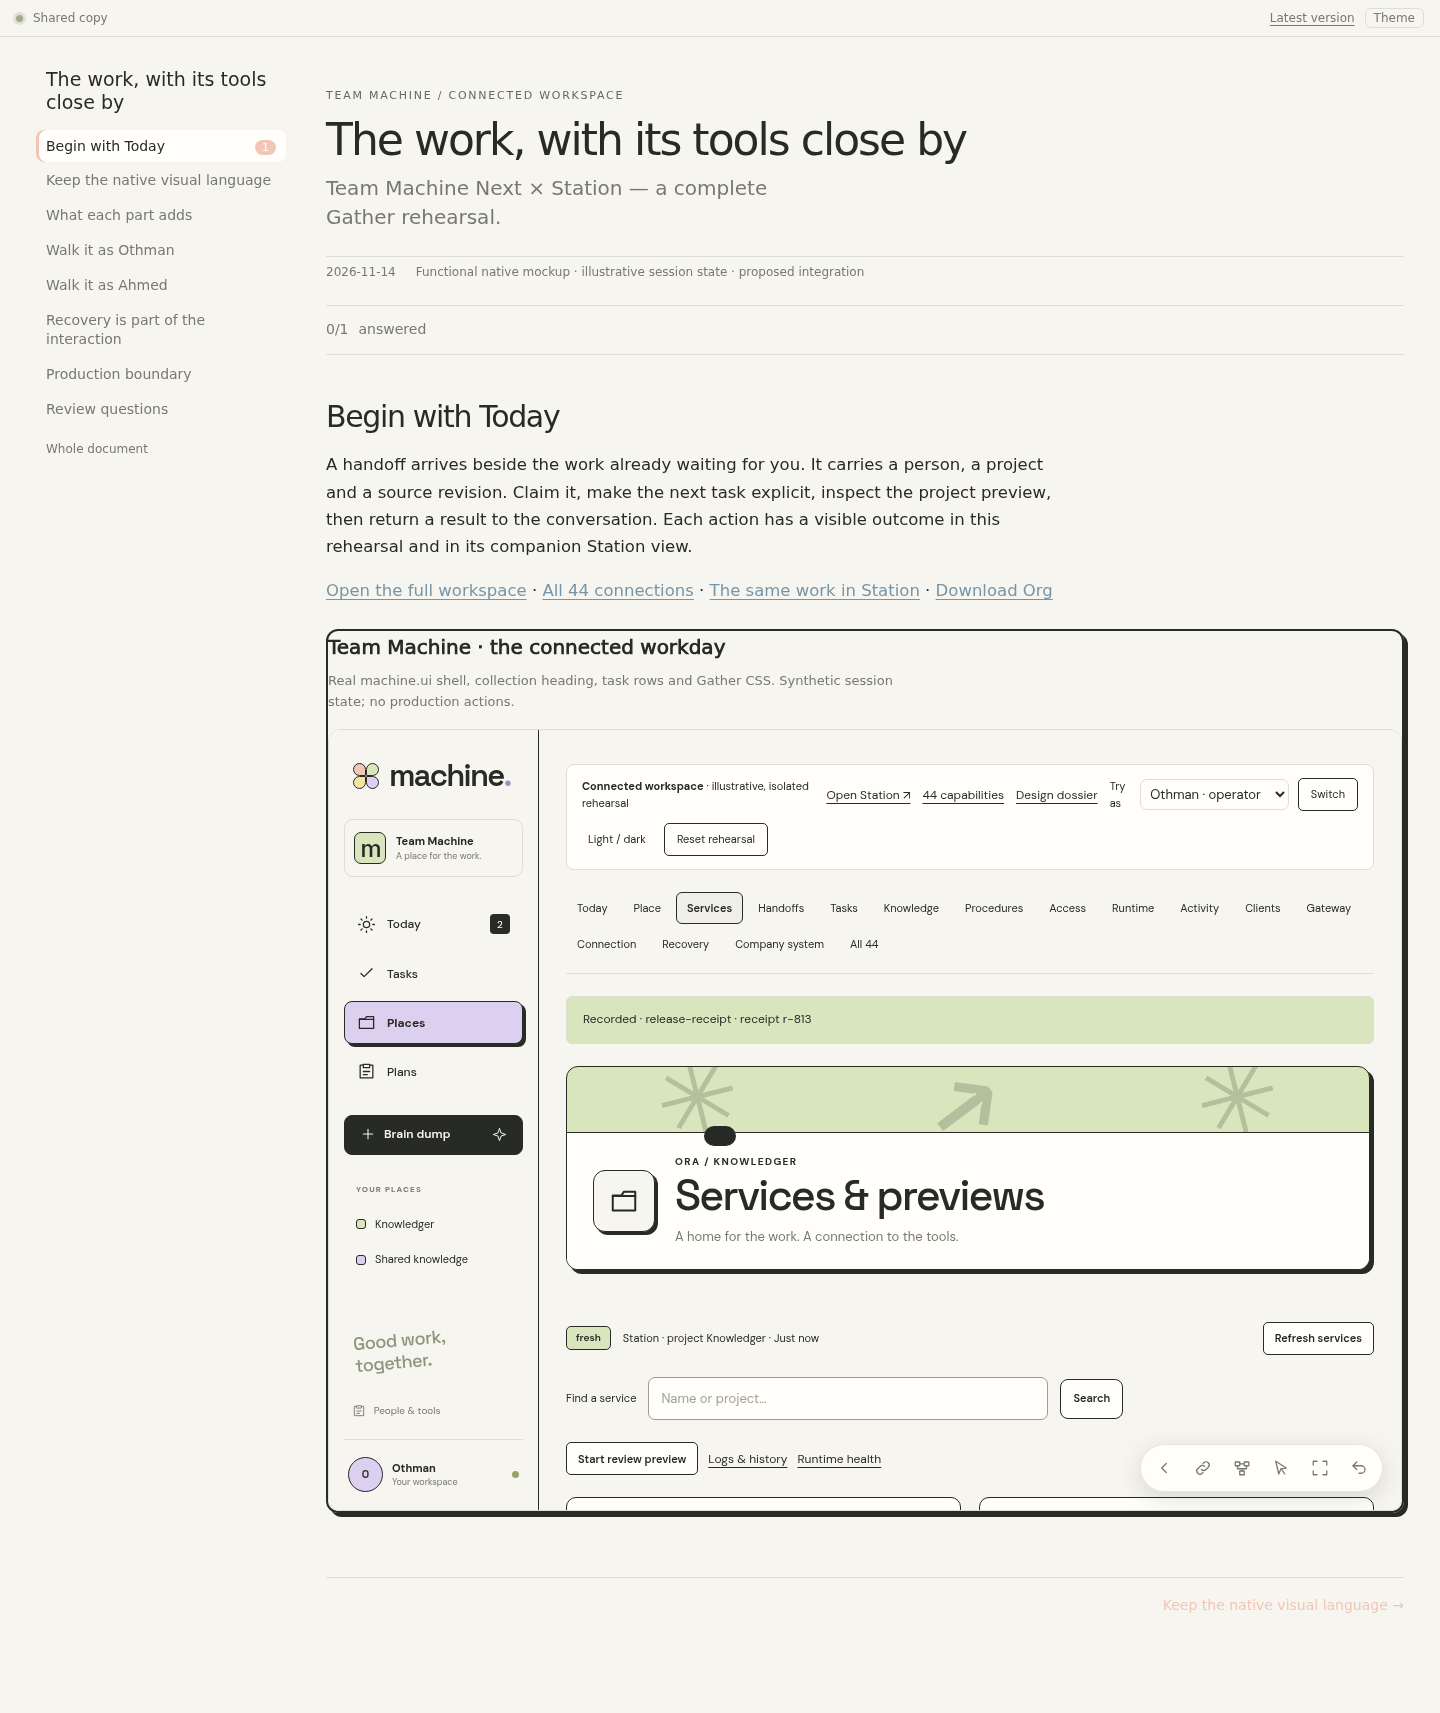 Shared copy
Latest version
Theme
The work, with its tools
close by
Begin with Today
1
Keep the native visual language
What each part adds
Walk it as Othman
Walk it as Ahmed
Recovery is part of the
interaction
Production boundary
Review questions
Whole document
TEAM MACHINE / CONNECTED WORKSPACE
The work, with its tools close by
Team Machine Next × Station — a complete
Gather rehearsal.
2026-11-14 Functional native mockup · illustrative session state · proposed integration
0/1 answered
Begin with Today
A handoff arrives beside the work already waiting for you. It carries a person, a project
and a source revision. Claim it, make the next task explicit, inspect the project preview,
then return a result to the conversation. Each action has a visible outcome in this
rehearsal and in its companion Station view.
Open the full workspace · All 44 connections · The same work in Station · Download Org
Team Machine · the connected workday
Real machine.ui shell, collection heading, task rows and Gather CSS. Synthetic session
state; no production actions.
machine.
m
Team Machine
A place for the work.
Today
2
Tasks
Places
Plans
Brain dump
YOUR PLACES
Knowledger
Shared knowledge
Good work,
together.
People & tools
O
Othman
Your workspace
Connected workspace · illustrative, isolated
rehearsal
Open Station ↗
44 capabilities
Design dossier
Try
as
Othman · operator
Switch
Light / dark
Reset rehearsal
Today Place Services Handoffs Tasks Knowledge Procedures Access Runtime Activity Clients Gateway
Connection Recovery Company system All 44
Recorded · release-receipt · receipt r-813
ORA / KNOWLEDGER
Services & previews
A home for the work. A connection to the tools.
fresh
Station · project Knowledger · Just now
Refresh services
Find a service
Name or project…
Search
Start review preview
Logs & history
Runtime health
Keep the native visual language →